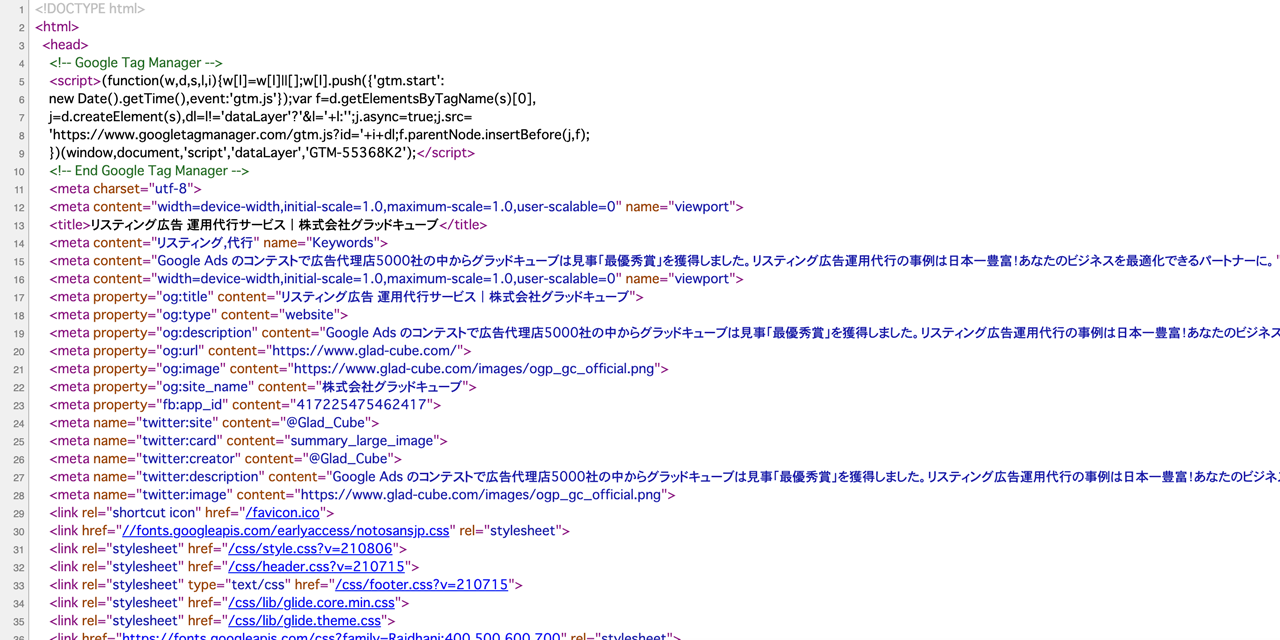 1 <!DOCTYPE html>
2 <html>
3 <head>
4 <!-- Google Tag Manager -->
5 <script>(function(w,d,s,l,i){w[l]=w[l]||[];w[l].push({'gtm.start':
6 new Date().getTime(),event:'gtm.js'});var f=d.getElementsByTagName(s)[0],
7 j=d.createElement(s),dl=l!='dataLayer'?'&l='+l:'';j.async=true;j.src=
8 'https://www.googletagmanager.com/gtm.js?id='+i+dl;f.parentNode.insertBefore(j,f);
9 })(window,document,'script','dataLayer','GTM-55368K2');</script>
10 <!-- End Google Tag Manager -->
11 <meta charset="utf-8">
12 <meta content="width=device-width,initial-scale=1.0,maximum-scale=1.0,user-scalable=0" name="viewport">
13 <title>リスティング広告 運用代行サービス｜株式会社グラッドキューブ</title>
14 <meta content="リスティング,代行" name="Keywords">
15 <meta content="Google Ads のコンテストで広告代理店5000社の中からグラッドキューブは見事「最優秀賞」を獲得しました。リスティング広告運用代行の事例は日本一豊富！あなたのビジネスを最適化できるパートナーに。"
16 <meta content="width=device-width,initial-scale=1.0,maximum-scale=1.0,user-scalable=0" name="viewport">
17 <meta property="og:title" content="リスティング広告 運用代行サービス｜株式会社グラッドキューブ">
18 <meta property="og:type" content="website">
19 <meta property="og:description" content="Google Ads のコンテストで広告代理店5000社の中からグラッドキューブは見事「最優秀賞」を獲得しました。リスティング広告運用代行の事例は日本一豊富！あなたのビジネス
20 <meta property="og:url" content="https://www.glad-cube.com/">
21 <meta property="og:image" content="https://www.glad-cube.com/images/ogp_gc_official.png">
22 <meta property="og:site_name" content="株式会社グラッドキューブ">
23 <meta property="fb:app_id" content="417225475462417">
24 <meta name="twitter:site" content="@Glad_Cube">
25 <meta name="twitter:card" content="summary_large_image">
26 <meta name="twitter:creator" content="@Glad_Cube">
27 <meta name="twitter:description" content="Google Ads のコンテストで広告代理店5000社の中からグラッドキューブは見事「最優秀賞」を獲得しました。リスティング広告運用代行の事例は日本一豊富！あなたのビジネ
28 <meta name="twitter:image" content="https://www.glad-cube.com/images/ogp_gc_official.png">
29 <link rel="shortcut icon" href="/favicon.ico">
30 <link href="//fonts.googleapis.com/earlyaccess/notosansjp.css" rel="stylesheet">
31 <link rel="stylesheet" href="/css/style.css?v=210806">
32 <link rel="stylesheet" href="/css/header.css?v=210715">
33 <link rel="stylesheet" type="text/css" href="/css/footer.css?v=210715">
34 <link rel="stylesheet" href="/css/lib/glide.core.min.css">
35 <link rel="stylesheet" href="/css/lib/glide.theme.css">
36 <link href="https://fonts.googleapis.com/css?family=Rajdhani:400,500,600,700" rel="stylesheet">